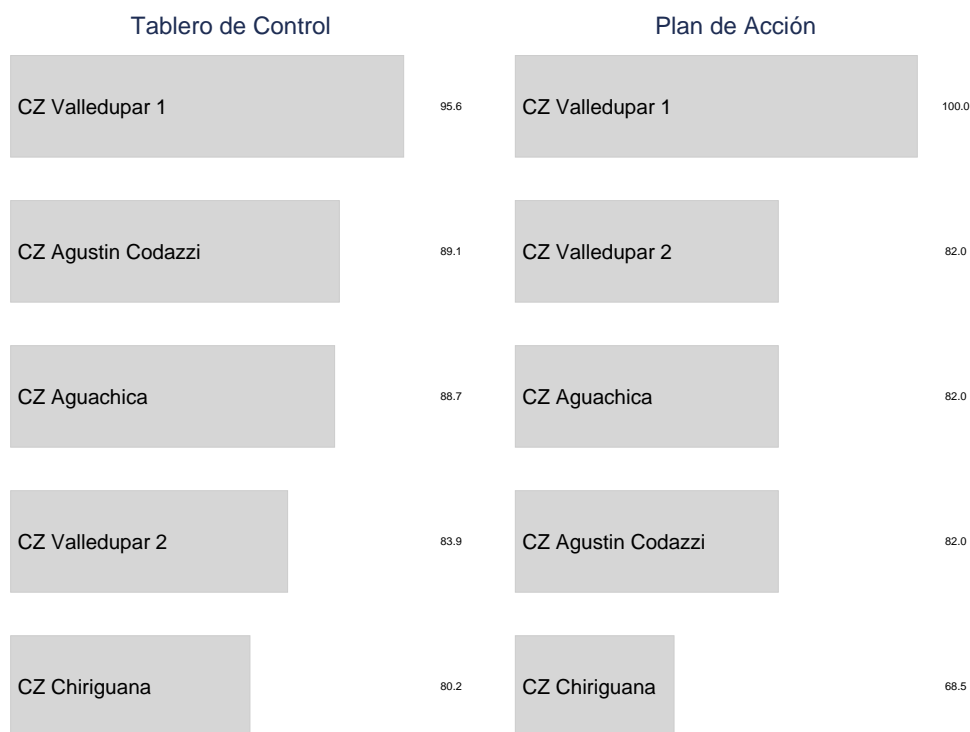 Tablero de Control
CZ Valledupar 1 95.6
CZ Agustin Codazzi 89.1
CZ Aguachica 88.7
CZ Valledupar 2 83.9
CZ Chiriguana 80.2
Plan de Acción
CZ Valledupar 1 100.0
CZ Valledupar 2 82.0
CZ Aguachica 82.0
CZ Agustin Codazzi 82.0
CZ Chiriguana 68.5